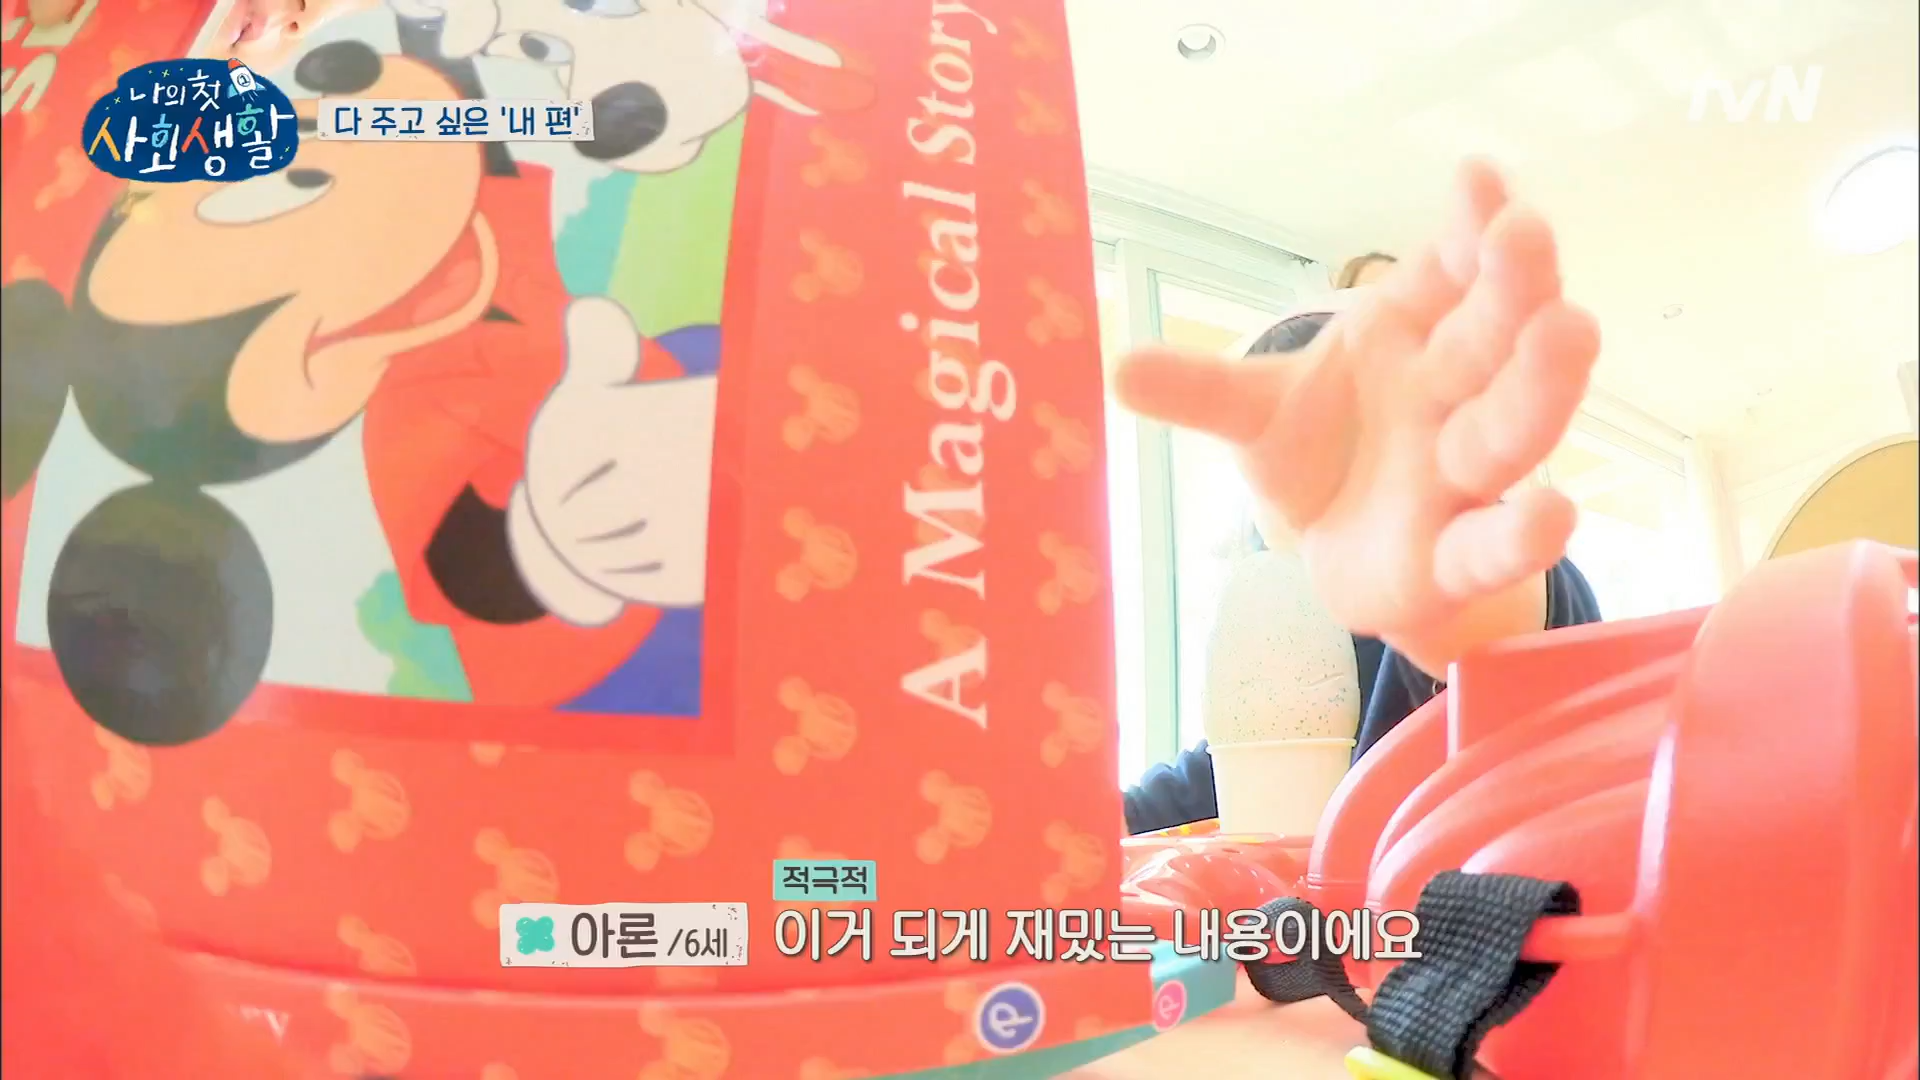 나의 첫
사회생활
다 주고 싶은 '내 편'
tvN
A Magical Story
적극적
아론 /6세
이거 되게 재밌는 내용이에요